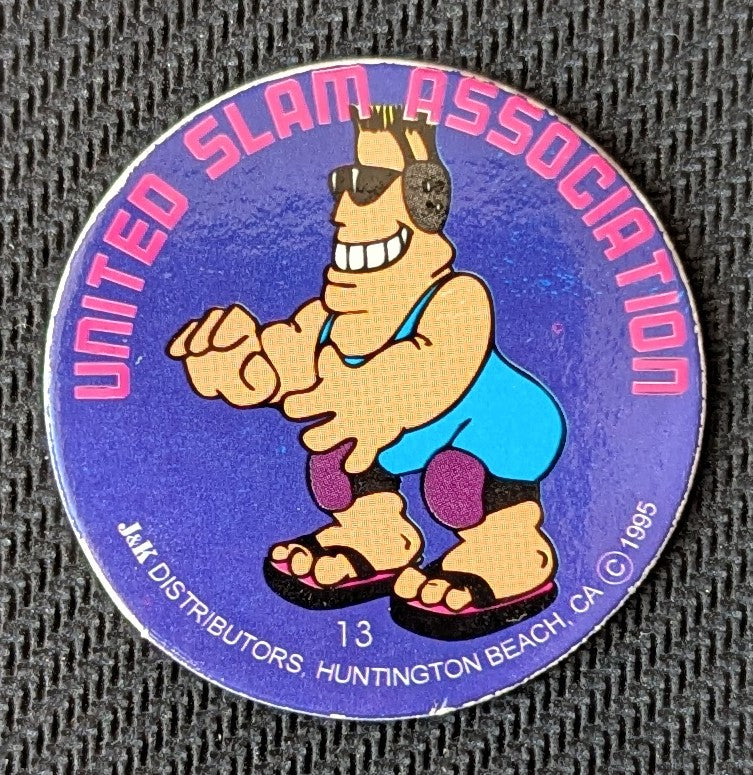 UNITED SLAM ASSOCIATION
13
J&K DISTRIBUTORS, HUNTINGTON BEACH, CA © 1995